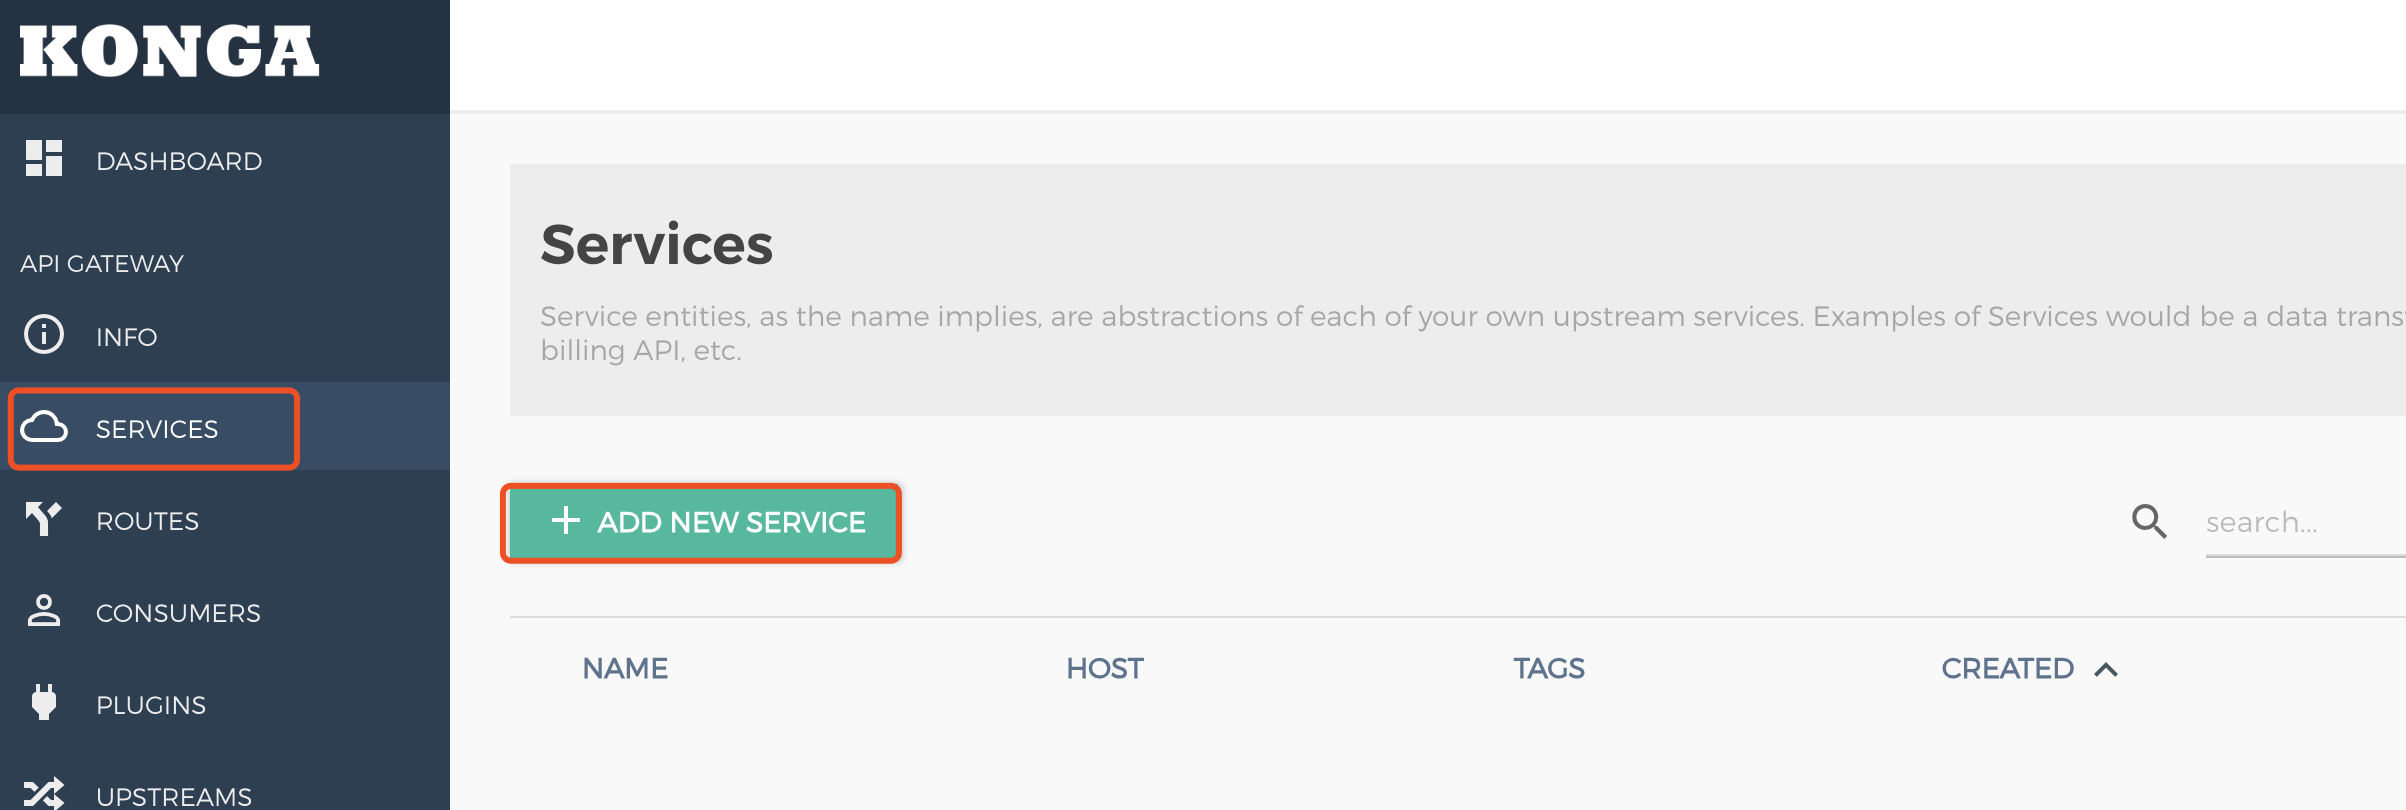 KONGA
DASHBOARD
API GATEWAY
INFO
SERVICES
ROUTES
CONSUMERS
PLUGINS
UPSTREAMS
Services
Service entities, as the name implies, are abstractions of each of your own upstream services. Examples of Services would be a data
billing API, etc.
ADD NEW SERVICE
search...
NAME HOST TAGS CREATED